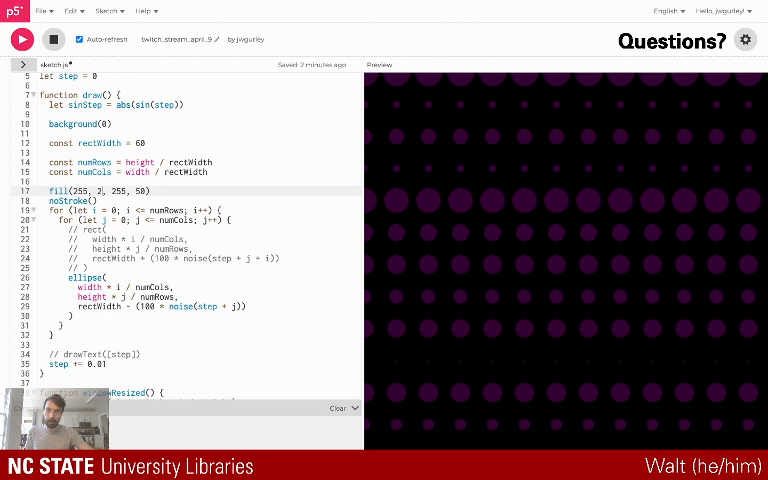 p5* File Edit Sketch Help English Hello, jwgurley!
Auto-refresh twitch_stream_april_9 by jwgurley Questions?
> sketch.js Saved: 2 minutes ago Preview
5 let step = 0
6
7 function draw() {
8 let sinStep = abs(sin(step))
9
10 background(0)
11
12 const rectWidth = 60
13
14 const numRows = height / rectWidth
15 const numCols = width / rectWidth
16
17 fill(255, 2, 255, 50)
18 noStroke()
19 for (let i = 0; i <= numRows; i++) {
20 for (let j = 0; j <= numCols; j++) {
21 // rect(
22 // width * i / numCols,
23 // height * j / numRows,
24 // rectWidth + (100 * noise(step + j + i))
25 // )
26 ellipse(
27 width * i / numCols,
28 height * j / numRows,
29 rectWidth - (100 * noise(step + j))
30 )
31 }
32 }
33
34 // drawText([step])
35 step += 0.01
36 }
37
function windowResized() {
Clear
NC STATE University Libraries
Walt (he/him)